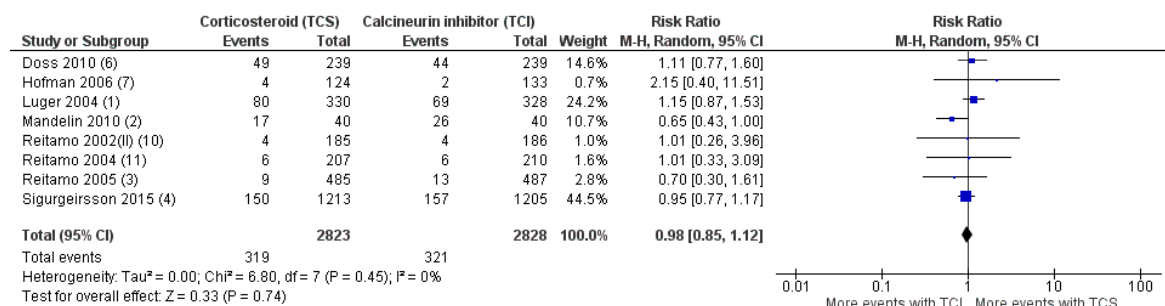 Corticosteroid (TCS) Calcineurin inhibitor (TCI) Risk Ratio Risk Ratio
Study or Subgroup Events Total Events Total Weight M-H, Random, 95% CI M-H, Random, 95% CI
Doss 2010 (6) 49 239 44 239 14.6% 1.11 [0.77, 1.60]
Hofman 2006 (7) 4 124 2 133 0.7% 2.15 [0.40, 11.51]
Luger 2004 (1) 80 330 69 328 24.2% 1.15 [0.87, 1.53]
Mandelin 2010 (2) 17 40 26 40 10.7% 0.65 [0.43, 1.00]
Reitamo 2002(II) (10) 4 185 4 186 1.0% 1.01 [0.26, 3.96]
Reitamo 2004 (11) 6 207 6 210 1.6% 1.01 [0.33, 3.09]
Reitamo 2005 (3) 9 485 13 487 2.8% 0.70 [0.30, 1.61]
Sigurgeirsson 2015 (4) 150 1213 157 1205 44.5% 0.95 [0.77, 1.17]
Total (95% CI) 2823 2828 100.0% 0.98 [0.85, 1.12]
Total events 319 321
Heterogeneity: Tau² = 0.00; Chi² = 6.80, df = 7 (P = 0.45); I² = 0%
Test for overall effect: Z = 0.33 (P = 0.74)
0.01 0.1 1 10 100
More events with TCI More events with TCS